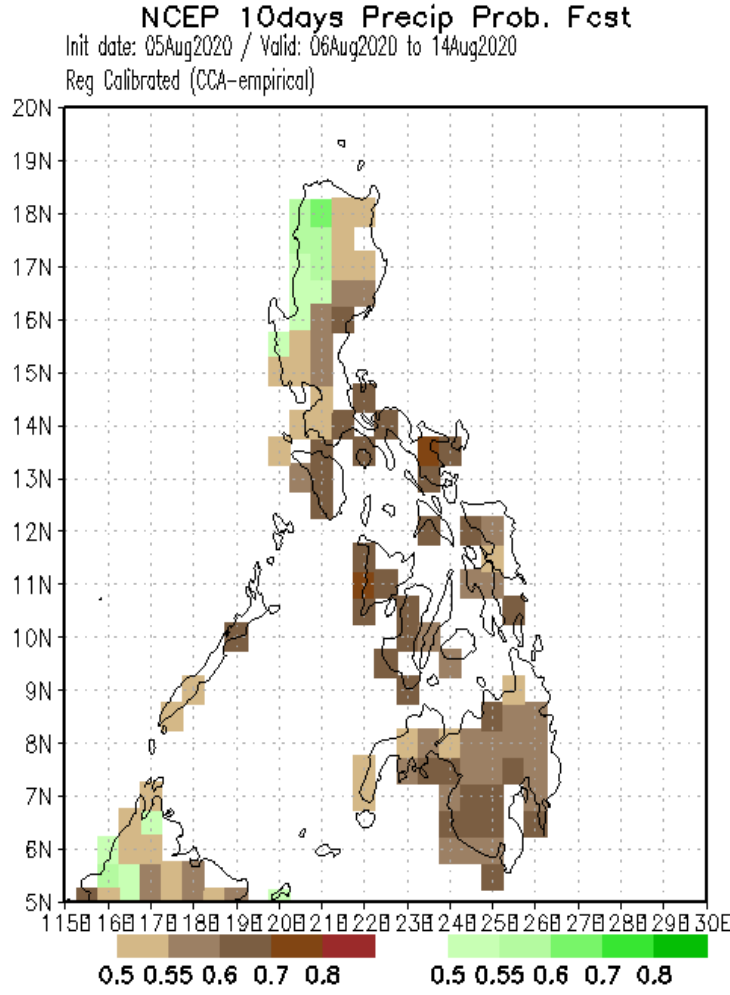 NCEP 10days Precip Prob. Fcst
Init date: 05Aug2020 / Valid: 06Aug2020 to 14Aug2020
Reg Calibrated (CCA-empirical)
20N
19N
18N
17N
16N
15N
14N
13N
12N
11N
10N
9N
8N
7N
6N
5N
115E 116E 117E 118E 119E 120E 121E 122E 123E 124E 125E 126E 127E 128E 129E 130E
0.5 0.55 0.6 0.7 0.8 0.5 0.55 0.6 0.7 0.8